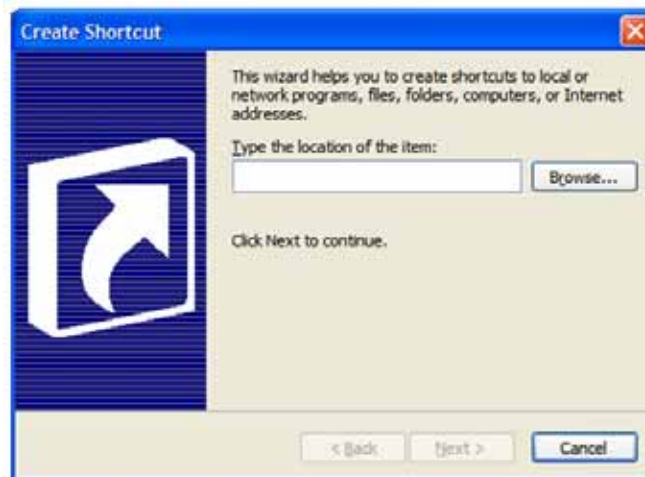 Create Shortcut
This wizard helps you to create shortcuts to local or
network programs, files, folders, computers, or Internet
addresses.
Type the location of the item:
Browse...
Click Next to continue.
< Back
Next >
Cancel